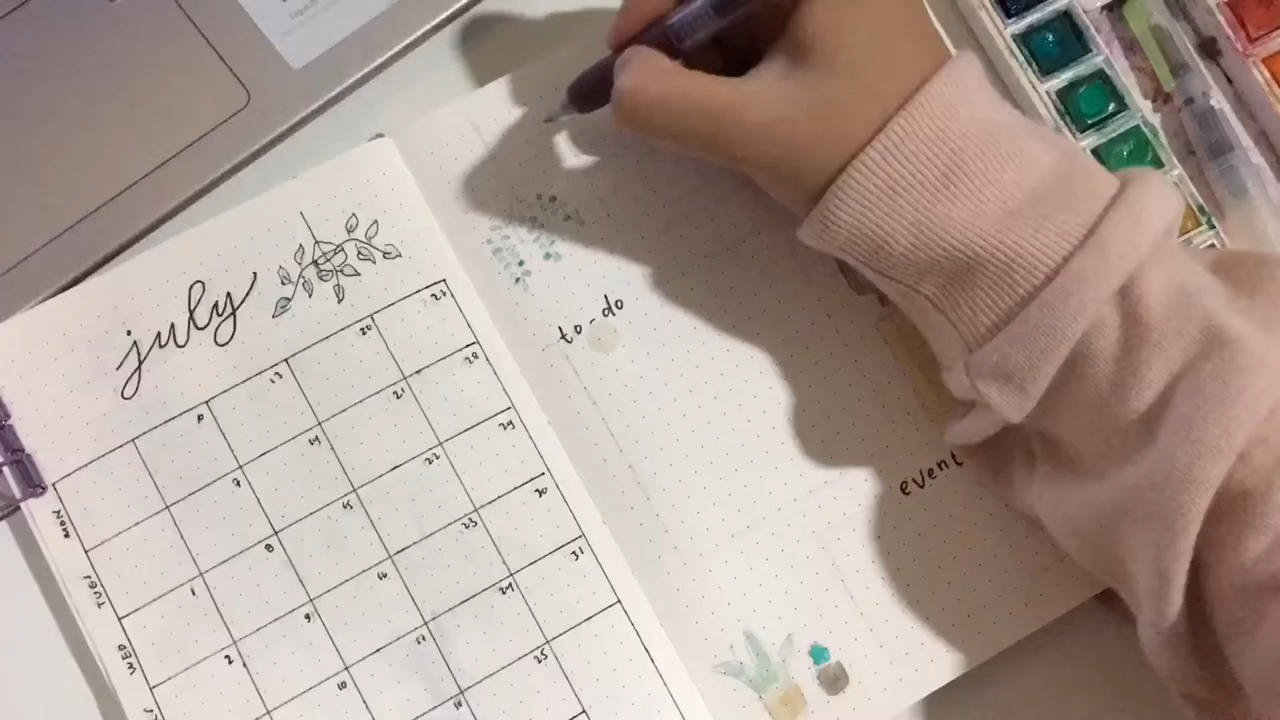 july
MON 6 13 20 27
TUES 7 14 21 28
WED 1 8 15 22 29
2 9 16 23 30
10 17 24 31
18 25
to-do
event